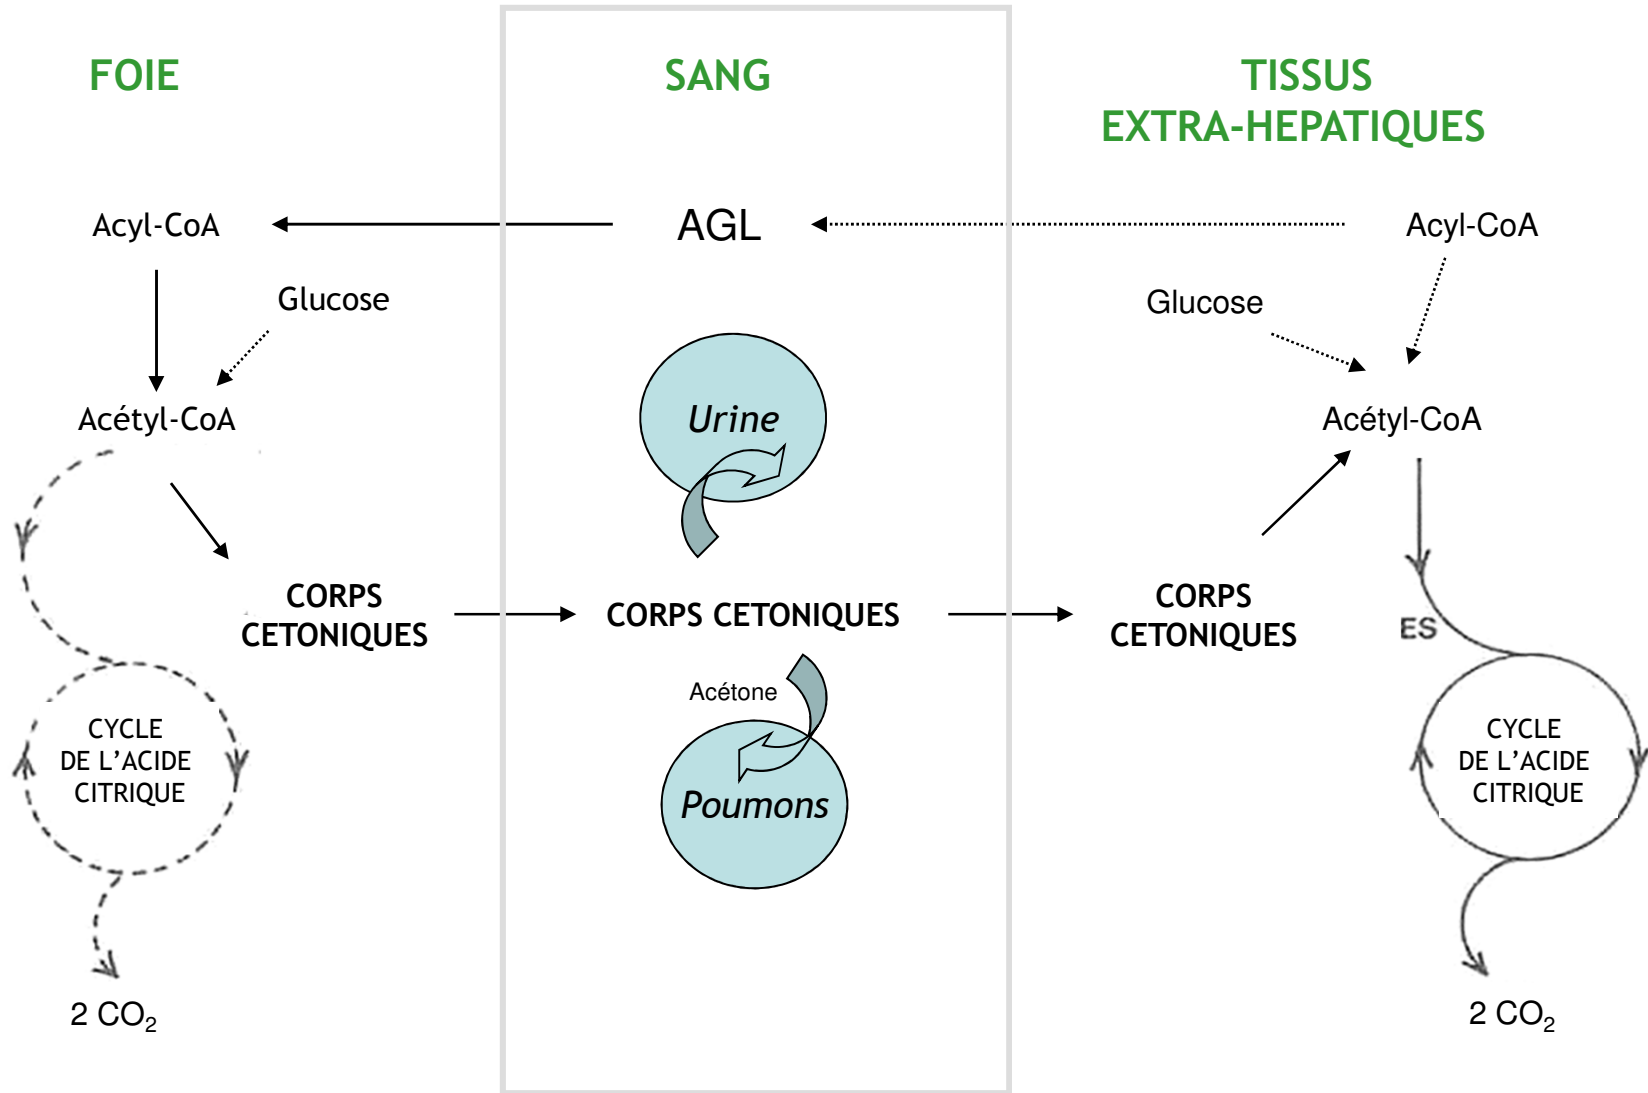 FOIE
SANG
TISSUS
EXTRA-HEPATIQUES
Acyl-CoA
AGL
Acyl-CoA
Glucose
Glucose
Acétyl-CoA
Urine
Acétyl-CoA
CORPS
CETONIQUES
CORPS CETONIQUES
CORPS
CETONIQUES
ES
Acétone
CYCLE
DE L'ACIDE
CITRIQUE
Poumons
CYCLE
DE L'ACIDE
CITRIQUE
2 CO₂
2 CO₂